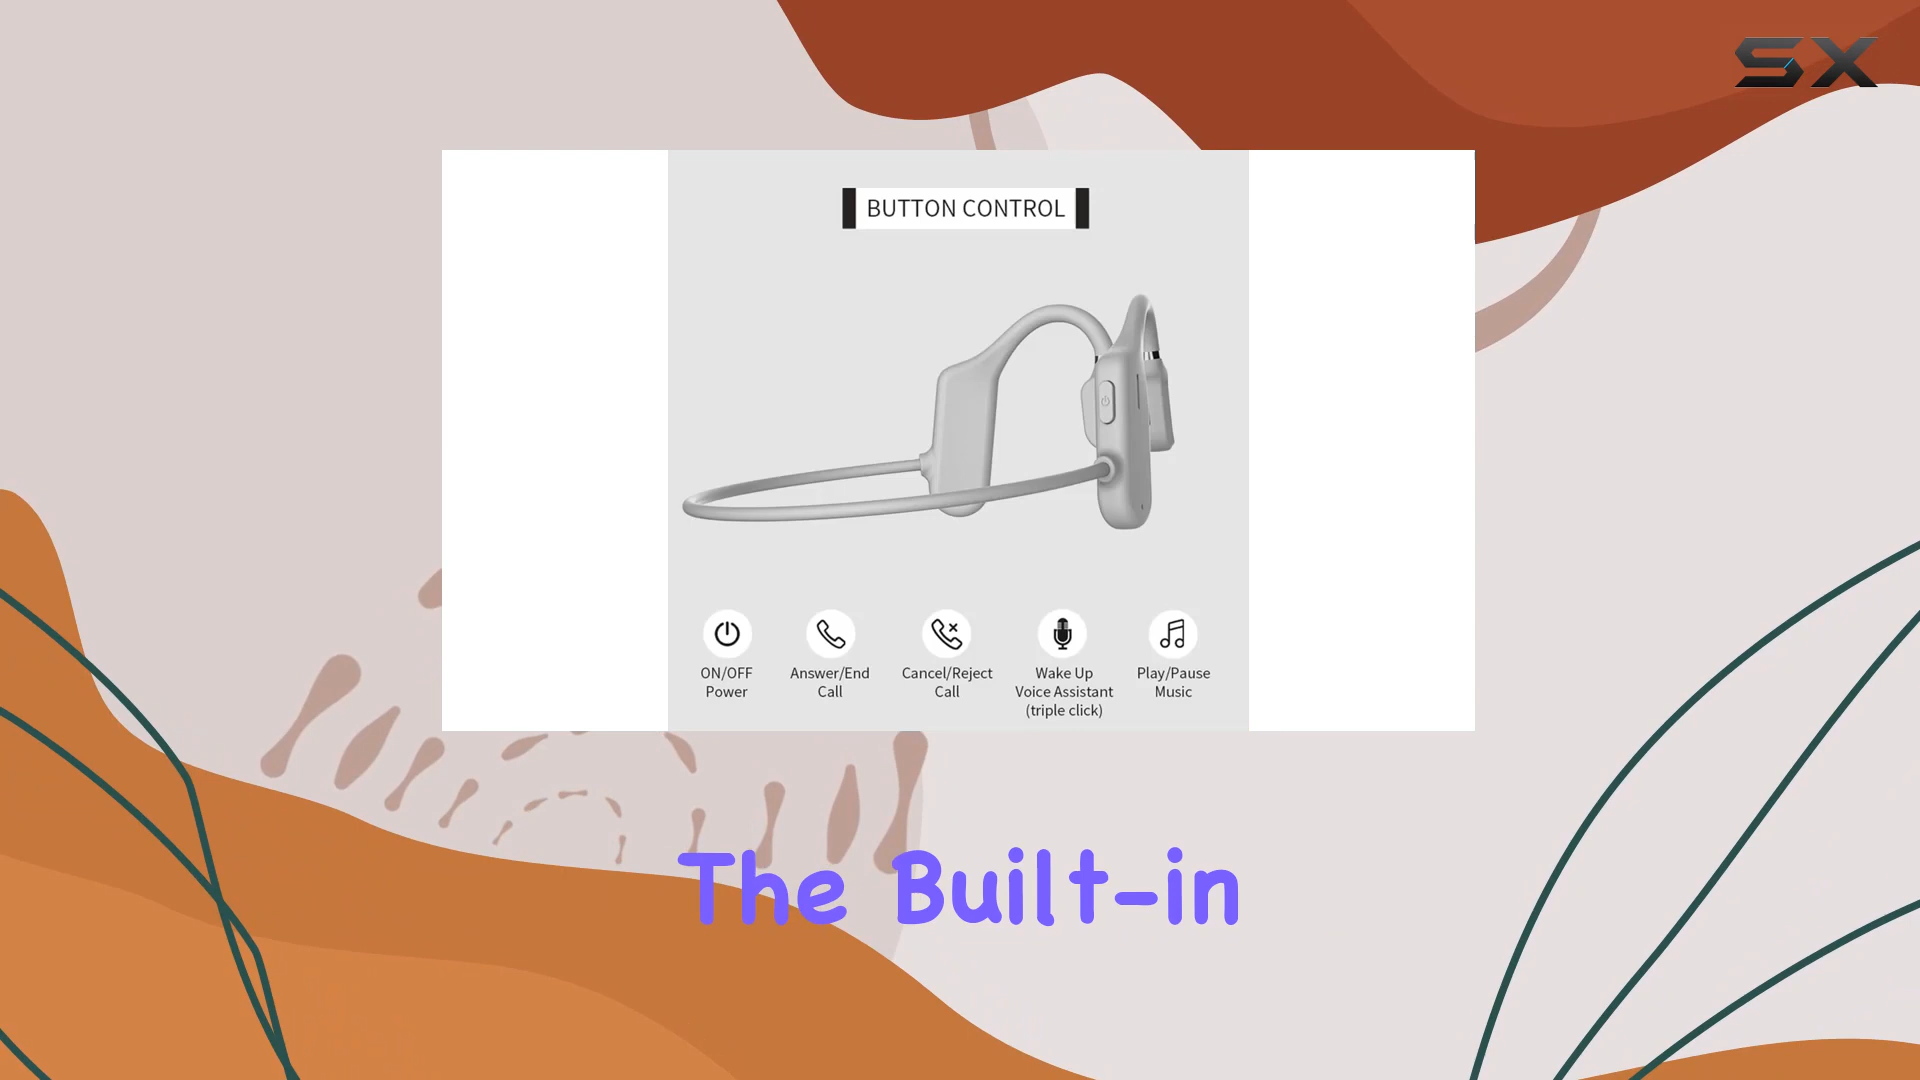 SX
BUTTON CONTROL
ON/OFF
Power
Answer/End
Call
Cancel/Reject
Call
Wake Up
Voice Assistant
(triple click)
Play/Pause
Music
The Built-in